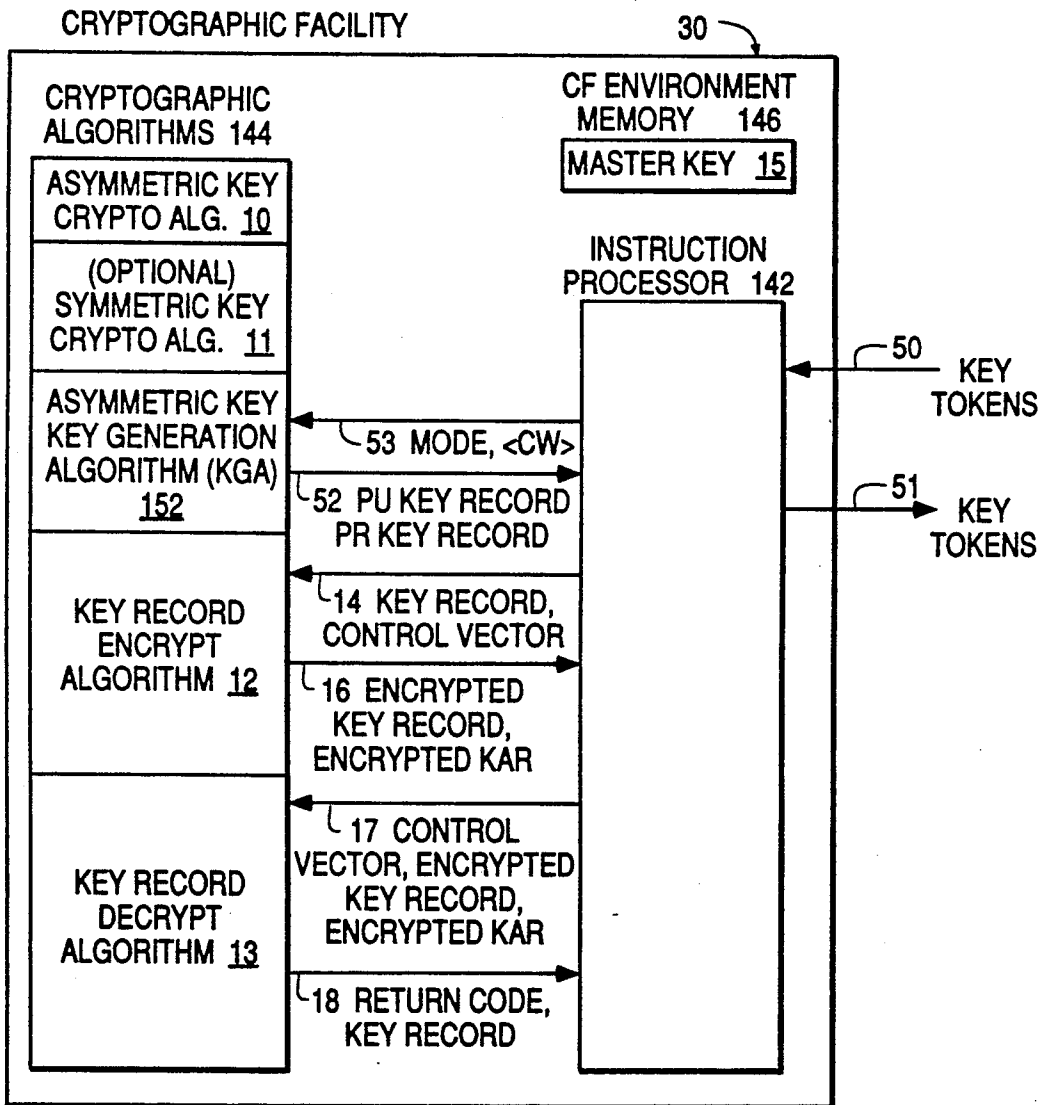 CRYPTOGRAPHIC FACILITY
30
CRYPTOGRAPHIC
ALGORITHMS 144
ASYMMETRIC KEY
CRYPTO ALG. 10
(OPTIONAL)
SYMMETRIC KEY
CRYPTO ALG. 11
ASYMMETRIC KEY
KEY GENERATION
ALGORITHM (KGA)
152
KEY RECORD
ENCRYPT
ALGORITHM 12
KEY RECORD
DECRYPT
ALGORITHM 13
53 MODE, <CW>
52 PU KEY RECORD
PR KEY RECORD
14 KEY RECORD,
CONTROL VECTOR
16 ENCRYPTED
KEY RECORD,
ENCRYPTED KAR
17 CONTROL
VECTOR, ENCRYPTED
KEY RECORD,
ENCRYPTED KAR
18 RETURN CODE,
KEY RECORD
CF ENVIRONMENT
MEMORY 146
MASTER KEY 15
INSTRUCTION
PROCESSOR 142
50
KEY
TOKENS
51
KEY
TOKENS